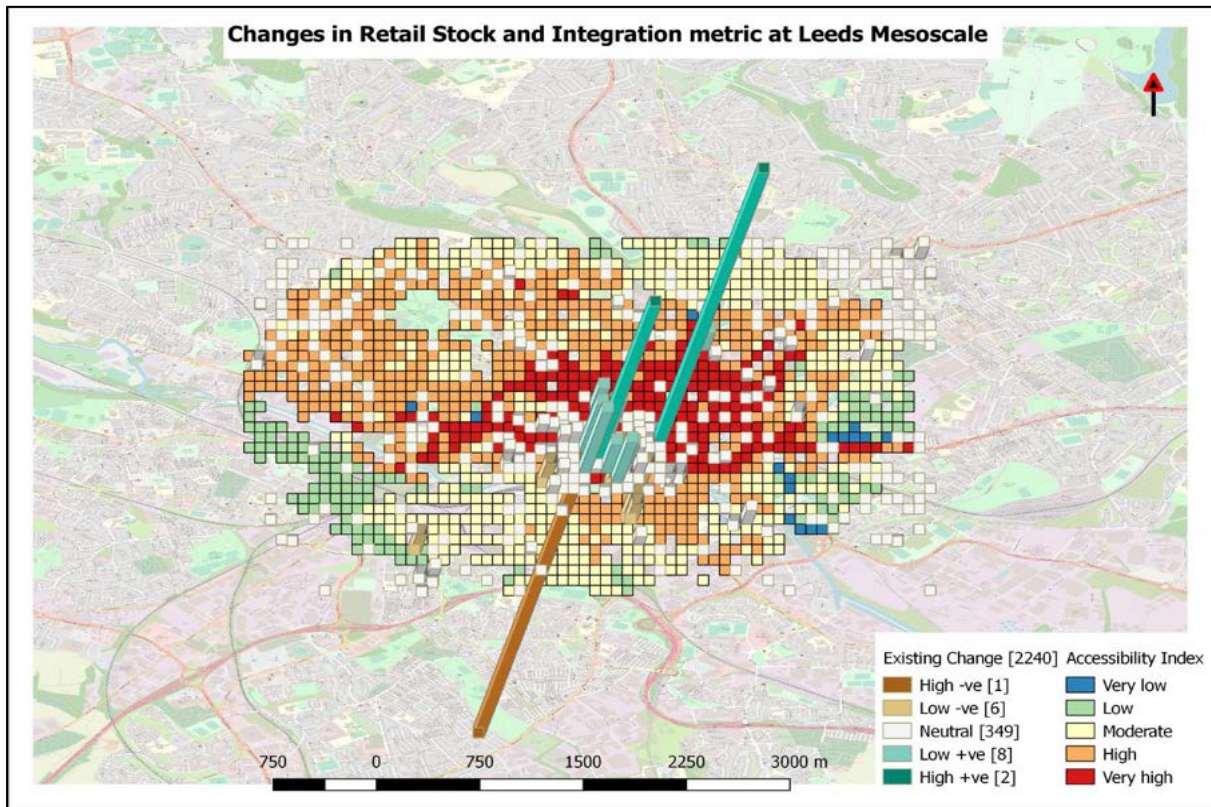 Changes in Retail Stock and Integration metric at Leeds Mesoscale
Existing Change [2240] Accessibility Index
High -ve [1] Very low
Low -ve [6] Low
Neutral [349] Moderate
Low +ve [8] High
High +ve [2] Very high
750 0 750 1500 2250 3000 m